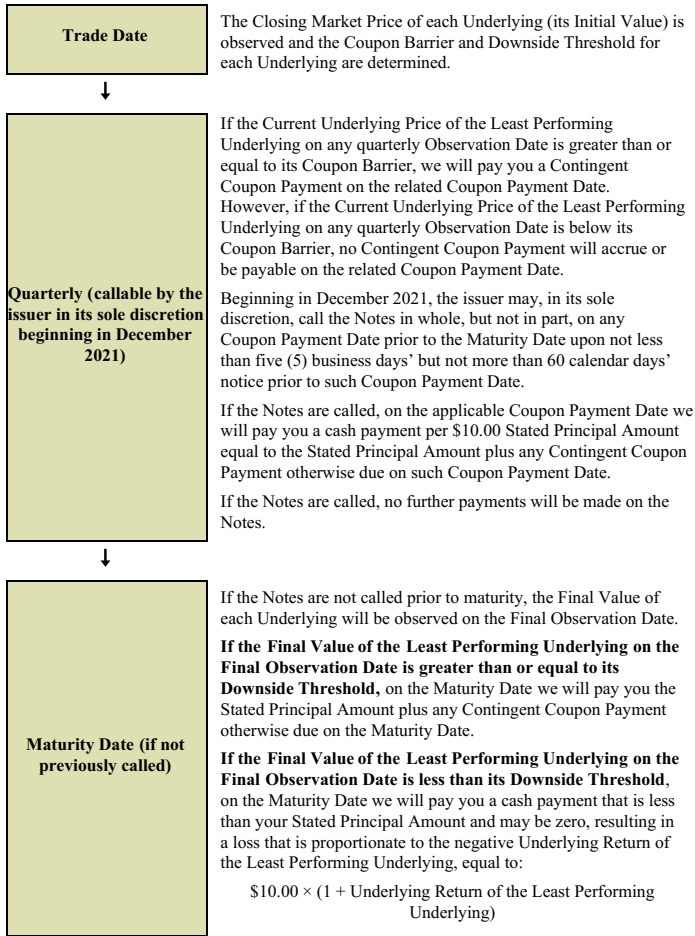 Trade Date
The Closing Market Price of each Underlying (its Initial Value) is
observed and the Coupon Barrier and Downside Threshold for
each Underlying are determined.
Quarterly (callable by the
issuer in its sole discretion
beginning in December
2021)
If the Current Underlying Price of the Least Performing
Underlying on any quarterly Observation Date is greater than or
equal to its Coupon Barrier, we will pay you a Contingent
Coupon Payment on the related Coupon Payment Date.
However, if the Current Underlying Price of the Least Performing
Underlying on any quarterly Observation Date is below its
Coupon Barrier, no Contingent Coupon Payment will accrue or
be payable on the related Coupon Payment Date.
Beginning in December 2021, the issuer may, in its sole
discretion, call the Notes in whole, but not in part, on any
Coupon Payment Date prior to the Maturity Date upon not less
than five (5) business days’ but not more than 60 calendar days’
notice prior to such Coupon Payment Date.
If the Notes are called, on the applicable Coupon Payment Date we
will pay you a cash payment per $10.00 Stated Principal Amount
equal to the Stated Principal Amount plus any Contingent Coupon
Payment otherwise due on such Coupon Payment Date.
If the Notes are called, no further payments will be made on the
Notes.
Maturity Date (if not
previously called)
If the Notes are not called prior to maturity, the Final Value of
each Underlying will be observed on the Final Observation Date.
If the Final Value of the Least Performing Underlying on the
Final Observation Date is greater than or equal to its
Downside Threshold, on the Maturity Date we will pay you the
Stated Principal Amount plus any Contingent Coupon Payment
otherwise due on the Maturity Date.
If the Final Value of the Least Performing Underlying on the
Final Observation Date is less than its Downside Threshold,
on the Maturity Date we will pay you a cash payment that is less
than your Stated Principal Amount and may be zero, resulting in
a loss that is proportionate to the negative Underlying Return of
the Least Performing Underlying, equal to:
$10.00 × (1 + Underlying Return of the Least Performing
Underlying)